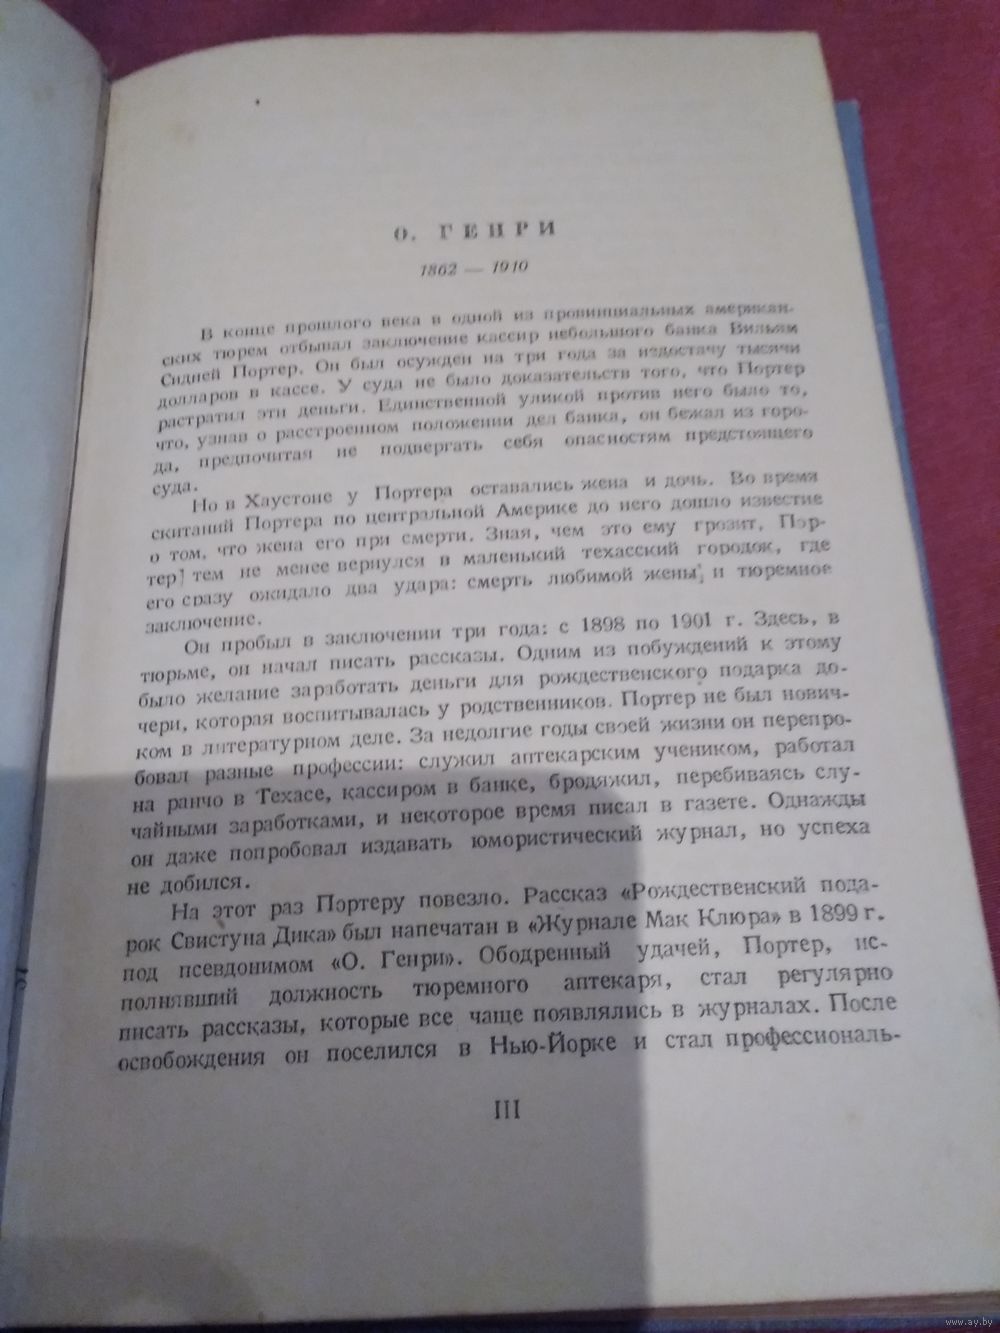 О. ГЕНРИ
1862 — 1910
В конце прошлого века в одной из провинциальных американ-
ских тюрем отбывал заключение кассир небольшого банка Вильям
Сидней Портер. Он был осужден на три года за недостачу тысячи
долларов в кассе. У суда не было доказательств того, что Портер
растратил эти деньги. Единственной уликой против него было то,
что, узнав о расстроенном положении дел банка, он бежал из горо-
да, предпочитая не подвергать себя опасностям предстоящего
суда.
Но в Хаустоне у Портера оставались жена и дочь. Во время
скитаний Портера по центральной Америке до него дошло известие
о том, что жена его при смерти. Зная, чем это ему грозит, Пор-
тер тем не менее вернулся в маленький техасский городок, где
его сразу ожидало два удара: смерть любимой жены и тюремное
заключение.
Он пробыл в заключении три года: с 1898 по 1901 г. Здесь, в
тюрьме, он начал писать рассказы. Одним из побуждений к этому
было желание заработать деньги для рождественского подарка до-
чери, которая воспитывалась у родственников. Портер не был нович-
ком в литературном деле. За недолгие годы своей жизни он перепро-
бовал разные профессии: служил аптекарским учеником, работал
на ранчо в Техасе, кассиром в банке, бродяжил, перебиваясь слу-
чайными заработками, и некоторое время писал в газете. Однажды
он даже попробовал издавать юмористический журнал, но успеха
не добился.
На этот раз Портеру повезло. Рассказ «Рождественский пода-
рок Свистуна Дика» был напечатан в «Журнале Мак Клюра» в 1899 г.
под псевдонимом «О. Генри». Ободренный удачей, Портер, ис-
полнявший должность тюремного аптекаря, стал регулярно
писать рассказы, которые все чаще появлялись в журналах. После
освобождения он поселился в Нью-Йорке и стал профессиональ-
III
www.ay.by